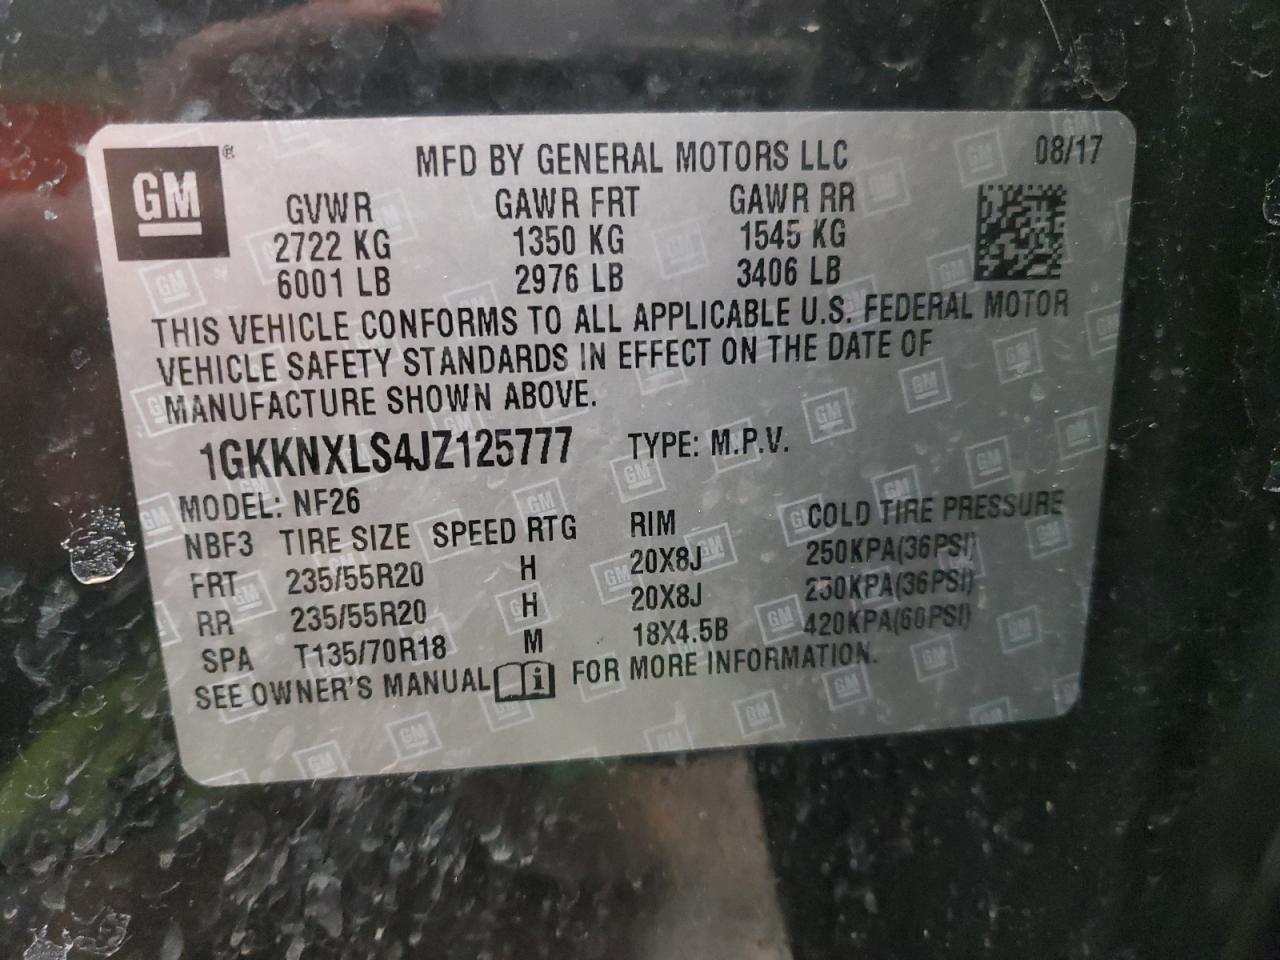 GM®
MFD BY GENERAL MOTORS LLC 08/17
GVWR GAWR FRT GAWR RR
2722 KG 1350 KG 1545 KG
6001 LB 2976 LB 3406 LB
THIS VEHICLE CONFORMS TO ALL APPLICABLE U.S. FEDERAL MOTOR
VEHICLE SAFETY STANDARDS IN EFFECT ON THE DATE OF
MANUFACTURE SHOWN ABOVE.
1GKKNXLS4JZ125777 TYPE: M.P.V.
MODEL: NF26
NBF3 TIRE SIZE SPEED RTG RIM COLD TIRE PRESSURE
FRT 235/55R20 H 20X8J 250KPA(36PSI)
RR 235/55R20 H 20X8J 250KPA(36PSI)
SPA T135/70R18 M 18X4.5B 420KPA(60PSI)
SEE OWNER'S MANUAL i FOR MORE INFORMATION.